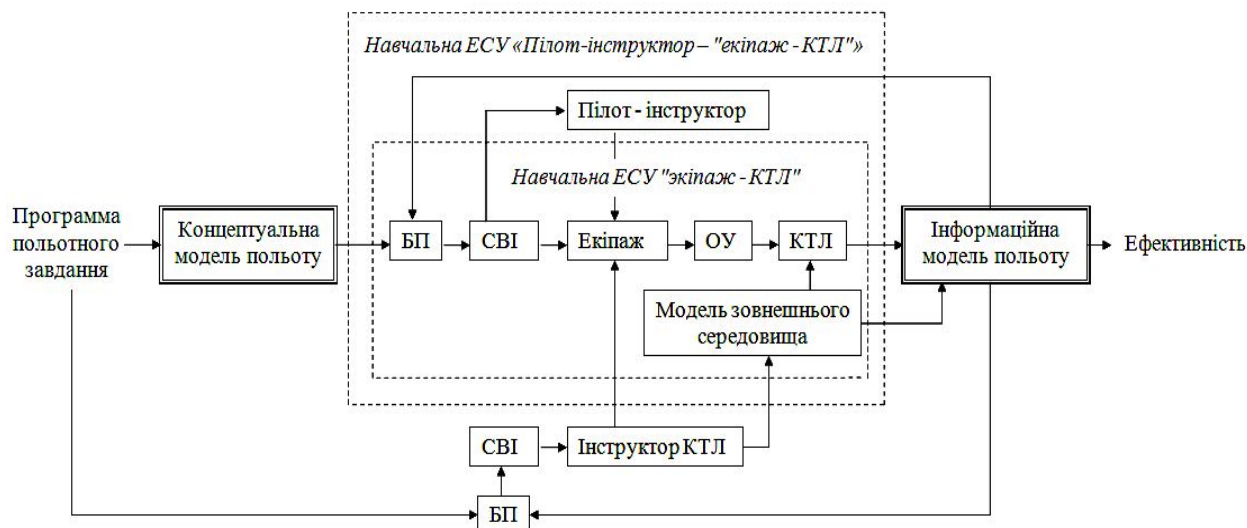 Навчальна ЕСУ «Пілот-інструктор – "екіпаж - КТЛ"»
Пілот - інструктор
Навчальна ЕСУ "экіпаж - КТЛ"
Программа
польотного
завдання
Концептуальна
модель польоту
БП
СВІ
Екіпаж
ОУ
КТЛ
Інформаційна
модель польоту
Ефективність
Модель зовнешнього
середовища
СВІ
Інструктор КТЛ
БП